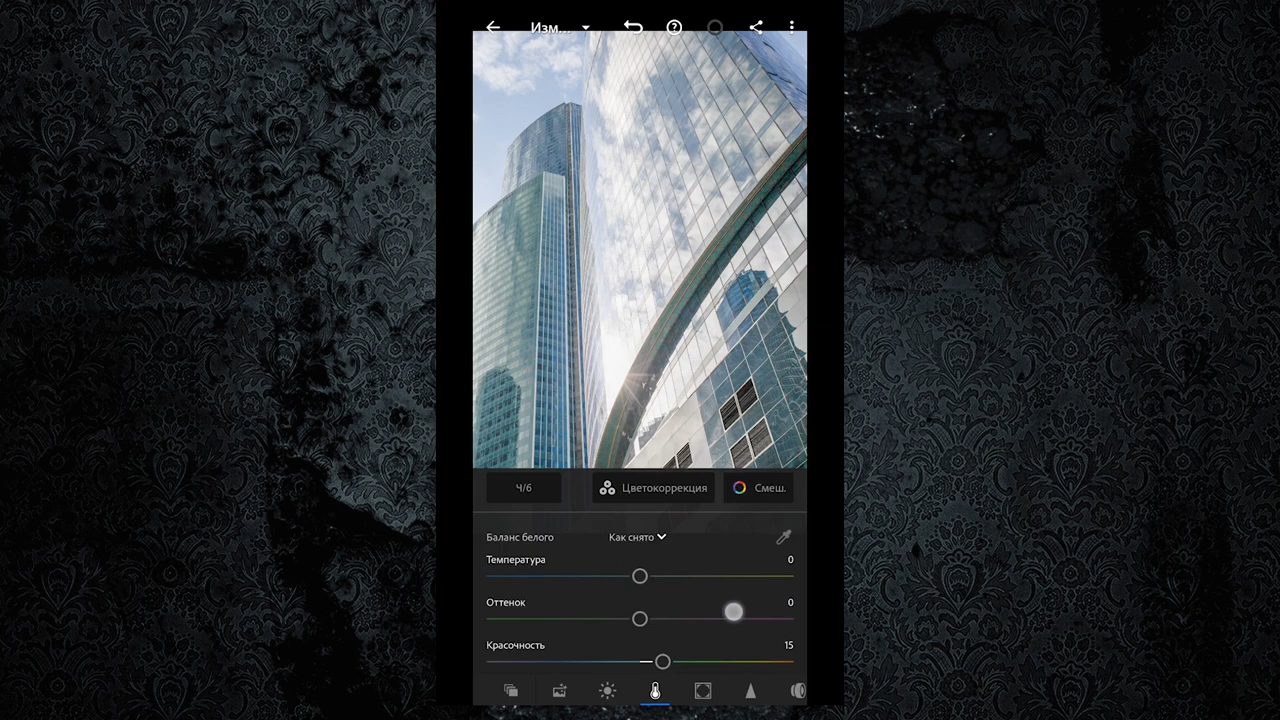 Изм...
Ч/б
Цветокоррекция
Смеш.
Баланс белого
Как снято
Температура
0
Оттенок
0
Красочность
15